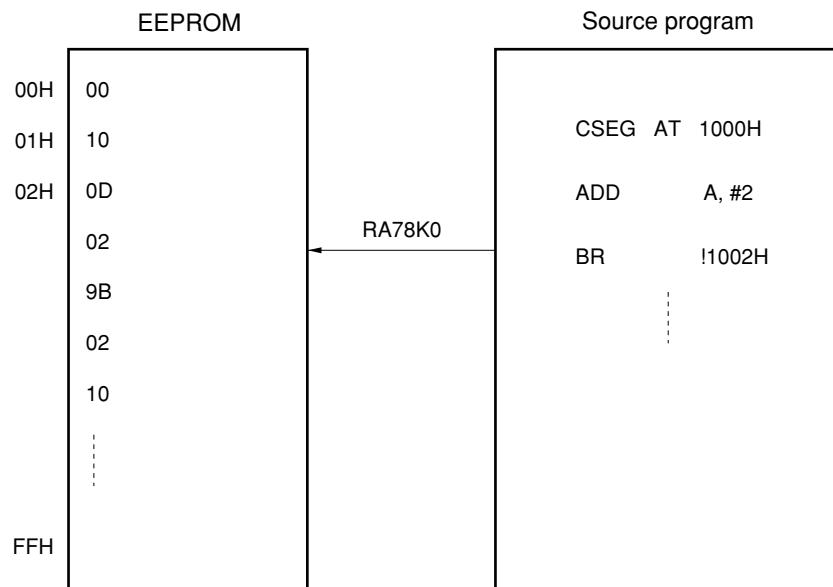 EEPROM
Source program
00H 00
01H 10
02H 0D
02
9B
02
10
FFH
RA78K0
CSEG AT 1000H
ADD A, #2
BR !1002H